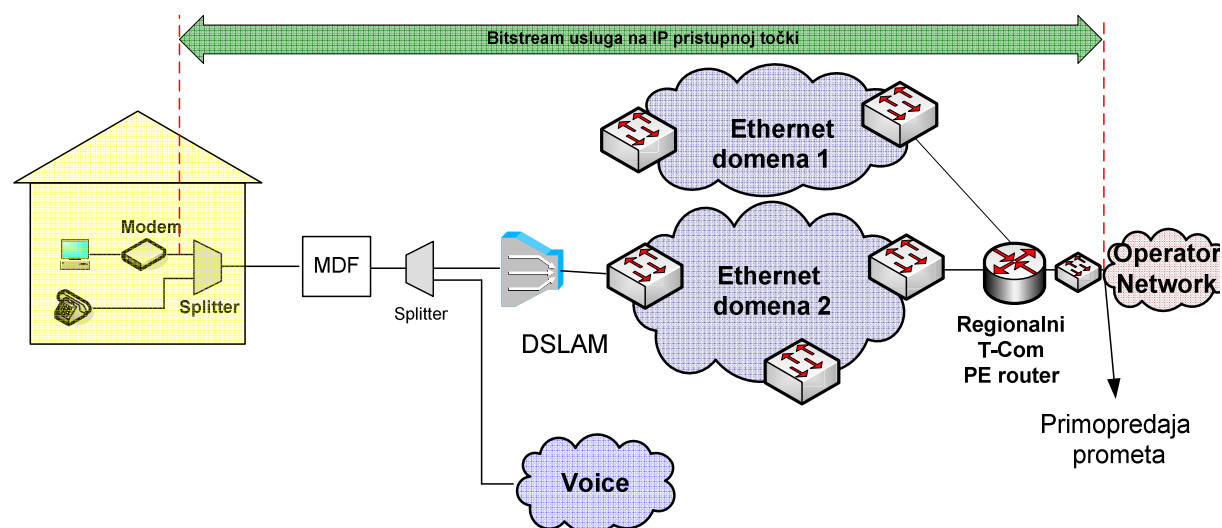 Bitstream usluga na IP pristupnoj točki
Ethernet
domena 1
Modem
Splitter
MDF
Splitter
DSLAM
Ethernet
domena 2
Regionalni
T-Com
PE router
Operator
Network
Primopredaja
prometa
Voice